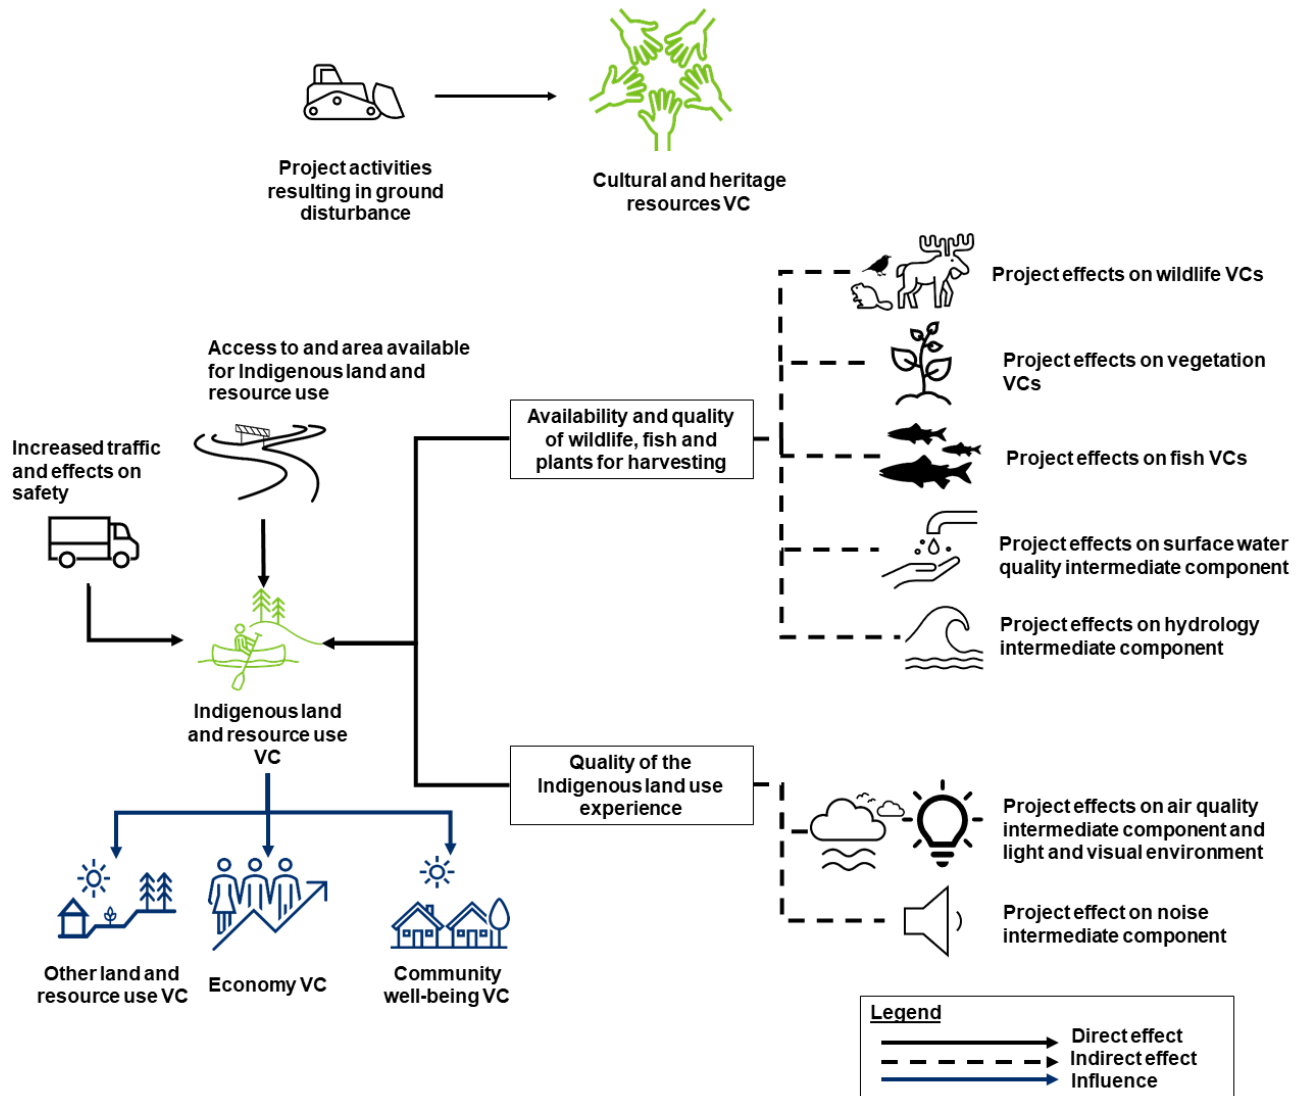 Project activities
resulting in ground
disturbance
Cultural and heritage
resources VC
Project effects on wildlife VCs
Project effects on vegetation
VCs
Project effects on fish VCs
Project effects on surface water
quality intermediate component
Project effects on hydrology
intermediate component
Access to and area available
for Indigenous land and
resource use
Increased traffic
and effects on
safety
Availability and quality
of wildlife, fish and
plants for harvesting
Indigenous land
and resource use
VC
Quality of the
Indigenous land use
experience
Project effects on air quality
intermediate component and
light and visual environment
Project effect on noise
intermediate component
Other land and
resource use VC
Economy VC
Community
well-being VC
Legend
Direct effect
Indirect effect
Influence